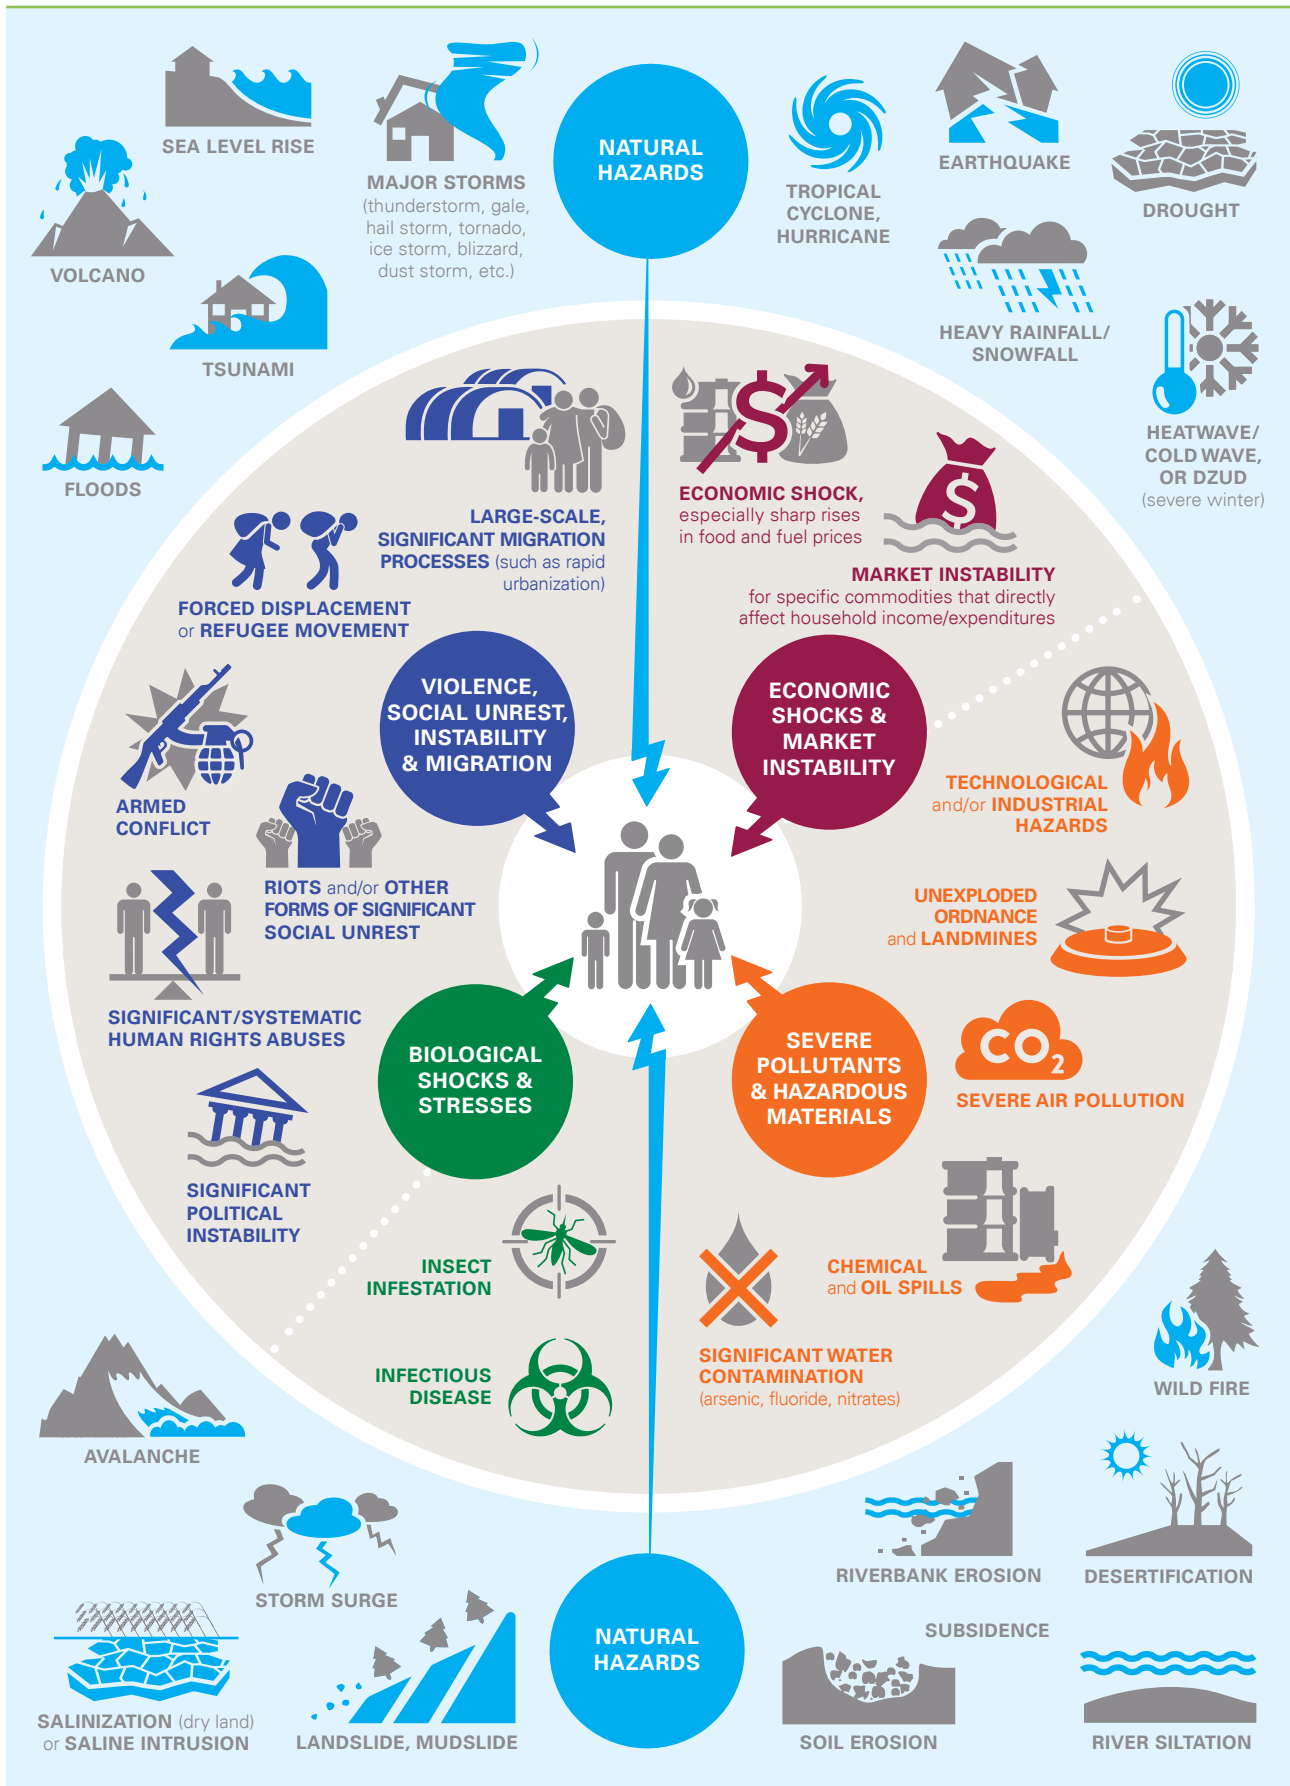 SEA LEVEL RISE
VOLCANO
MAJOR STORMS
(thunderstorm, gale,
hail storm, tornado,
ice storm, blizzard,
dust storm, etc.)
TSUNAMI
FLOODS
NATURAL
HAZARDS
TROPICAL
CYCLONE,
HURRICANE
EARTHQUAKE
DROUGHT
HEAVY RAINFALL/
SNOWFALL
HEATWAVE/
COLD WAVE,
OR DZUD
(severe winter)
LARGE-SCALE,
SIGNIFICANT MIGRATION
PROCESSES (such as rapid
urbanization)
FORCED DISPLACEMENT
or REFUGEE MOVEMENT
VIOLENCE,
SOCIAL UNREST,
INSTABILITY
& MIGRATION
ARMED
CONFLICT
RIOTS and/or OTHER
FORMS OF SIGNIFICANT
SOCIAL UNREST
SIGNIFICANT/SYSTEMATIC
HUMAN RIGHTS ABUSES
SIGNIFICANT
POLITICAL
INSTABILITY
$
ECONOMIC SHOCK,
especially sharp rises
in food and fuel prices
$
MARKET INSTABILITY
for specific commodities that directly
affect household income/expenditures
ECONOMIC
SHOCKS &
MARKET
INSTABILITY
TECHNOLOGICAL
and/or INDUSTRIAL
HAZARDS
UNEXPLODED
ORDNANCE
and LANDMINES
CO2
SEVERE AIR POLLUTION
SEVERE
POLLUTANTS
& HAZARDOUS
MATERIALS
CHEMICAL
and OIL SPILLS
SIGNIFICANT WATER
CONTAMINATION
(arsenic, fluoride, nitrates)
BIOLOGICAL
SHOCKS &
STRESSES
INSECT
INFESTATION
INFECTIOUS
DISEASE
AVALANCHE
STORM SURGE
SALINIZATION (dry land)
or SALINE INTRUSION
LANDSLIDE, MUDSLIDE
NATURAL
HAZARDS
WILD FIRE
RIVERBANK EROSION
DESERTIFICATION
SUBSIDENCE
SOIL EROSION
RIVER SILTATION